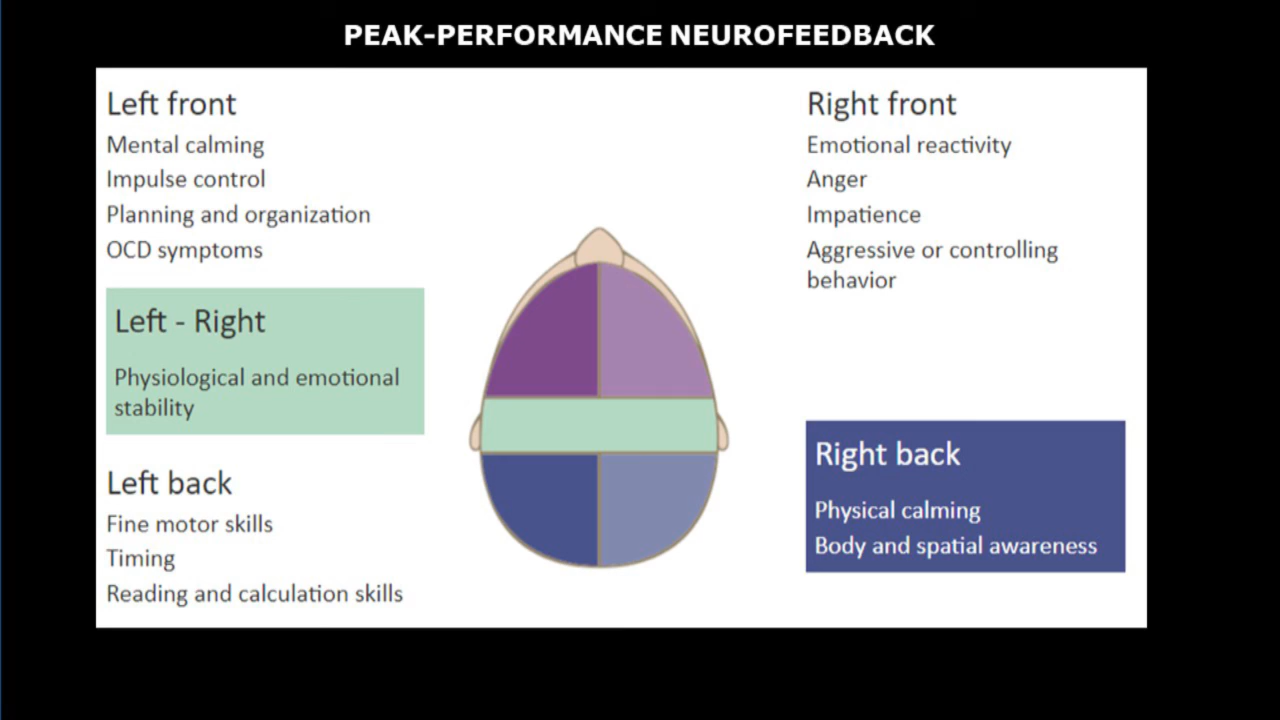 PEAK-PERFORMANCE NEUROFEEDBACK
Left front
Mental calming
Impulse control
Planning and organization
OCD symptoms
Left - Right
Physiological and emotional
stability
Left back
Fine motor skills
Timing
Reading and calculation skills
Right front
Emotional reactivity
Anger
Impatience
Aggressive or controlling
behavior
Right back
Physical calming
Body and spatial awareness